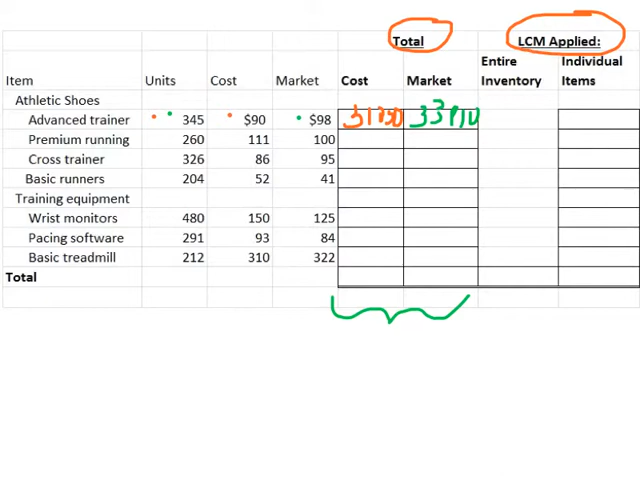 Total LCM Applied:
Entire Individual
Item Units Cost Market Cost Market Inventory Items
Athletic Shoes
Advanced trainer 345 $90 $98 31050 33810
Premium running 260 111 100
Cross trainer 326 86 95
Basic runners 204 52 41
Training equipment
Wrist monitors 480 150 125
Pacing software 291 93 84
Basic treadmill 212 310 322
Total